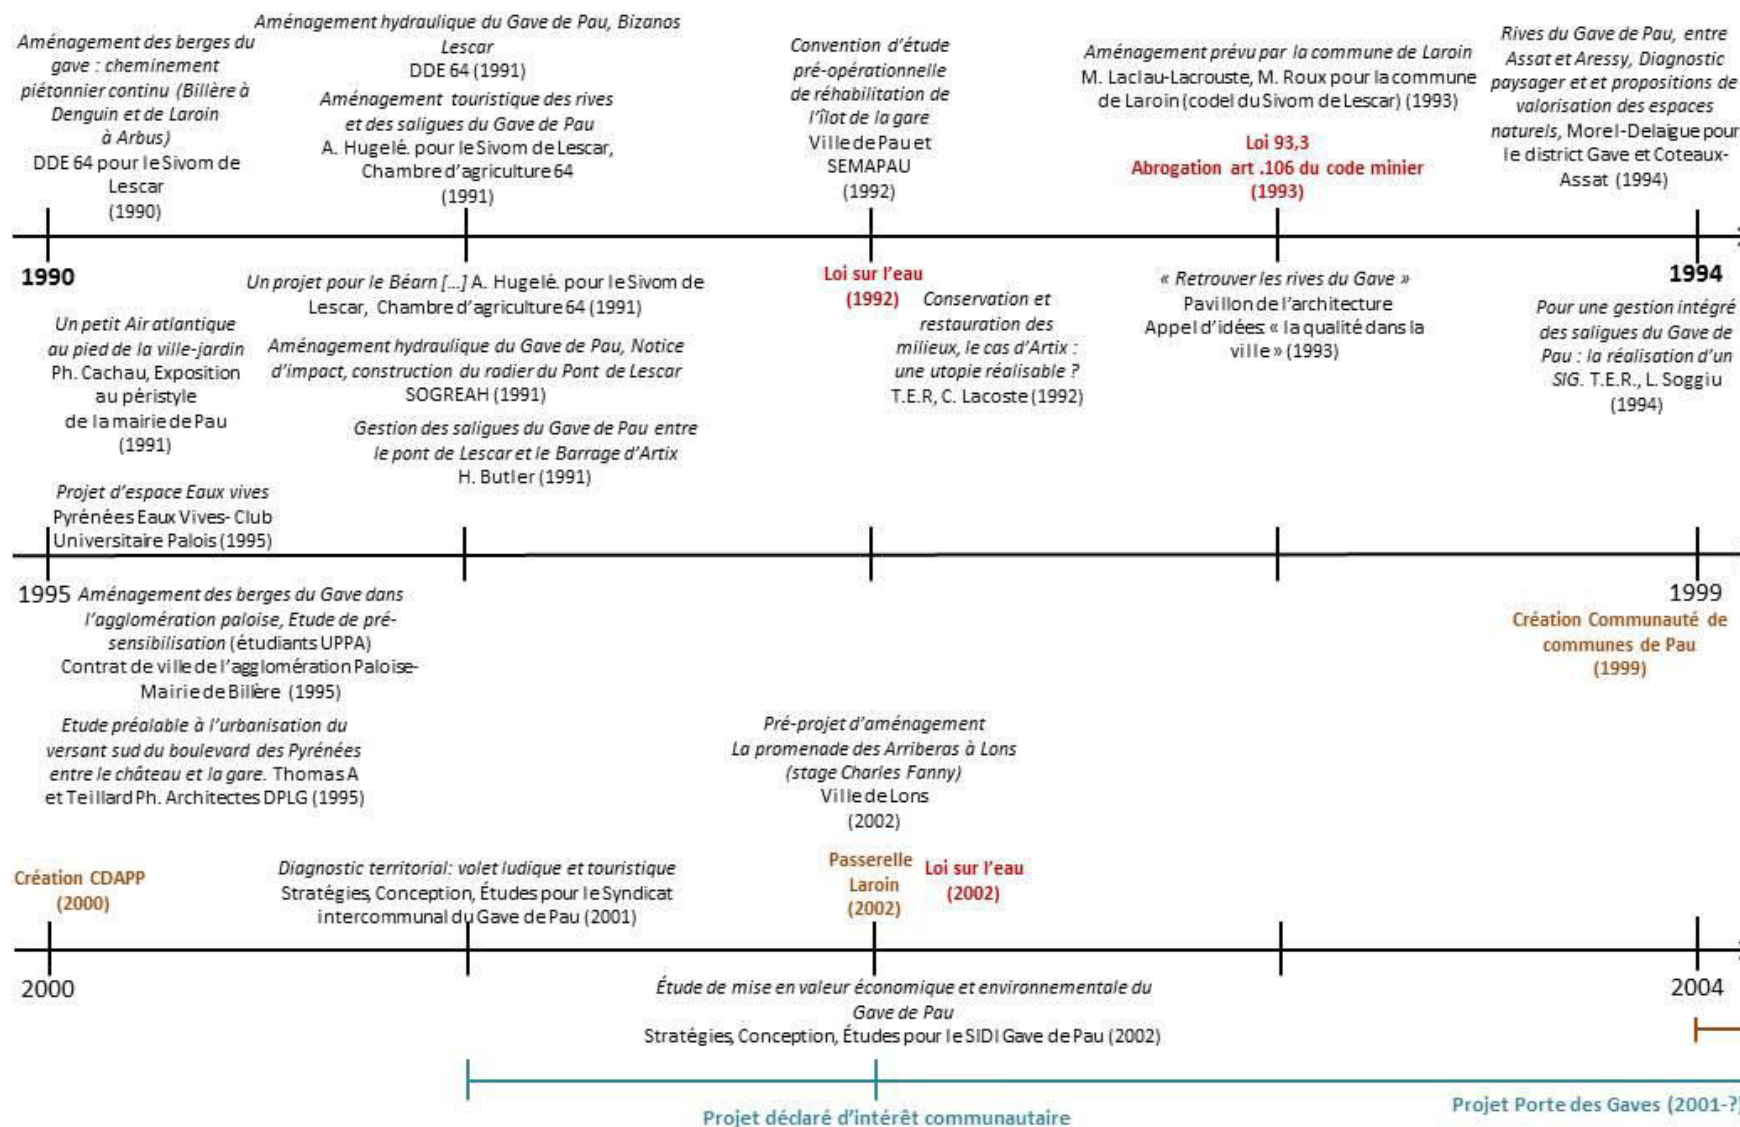 Aménagement des berges du
gave : cheminement
piétonnier continu (Billère à
Denguin et de Laroin
à Arbus)
DDE 64 pour le Sivom de
Lescar
(1990)
Aménagement hydraulique du Gave de Pau, Bizanos
Lescar
DDE 64 (1991)
Aménagement touristique des rives
et des saligues du Gave de Pau
A. Hugelé. pour le Sivom de Lescar,
Chambre d'agriculture 64
(1991)
Convention d'étude
pré-opérationnelle
de réhabilitation de
l'îlot de la gare
Ville de Pau et
SEMAPAU
(1992)
Aménagement prévu par la commune de Laroin
M. Laclau-Lacrouste, M. Roux pour la commune
de Laroin (codel du Sivom de Lescar) (1993)
Loi 93,3
Abrogation art .106 du code minier
(1993)
Rives du Gave de Pau, entre
Assat et Aressy, Diagnostic
paysager et et propositions de
valorisation des espaces
naturels, Morel-Delaigue pour
le district Gave et Coteaux-
Assat (1994)
1990
Un petit Air atlantique
au pied de la ville-jardin
Ph. Cachau, Exposition
au péristyle
de la mairie de Pau
(1991)
Un projet pour le Béarn [...] A. Hugelé. pour le Sivom de
Lescar, Chambre d'agriculture 64 (1991)
Aménagement hydraulique du Gave de Pau, Notice
d'impact, construction du radier du Pont de Lescar
SOGREAH (1991)
Gestion des saligues du Gave de Pau entre
le pont de Lescar et le Barrage d'Artix
H. Butler (1991)
Loi sur l'eau
(1992)
Conservation et
restauration des
milieux, le cas d'Artix :
une utopie réalisable ?
T.E.R, C. Lacoste (1992)
« Retrouver les rives du Gave »
Pavillon de l'architecture
Appel d'idées: « la qualité dans la
ville » (1993)
1994
Pour une gestion intégré
des saligues du Gave de
Pau : la réalisation d'un
SIG. T.E.R., L. Soggiu
(1994)
Projet d'espace Eaux vives
Pyrénées Eaux Vives- Club
Universitaire Palois (1995)
1995
Aménagement des berges du Gave dans
l'agglomération paloise, Etude de pré-
sensibilisation (étudiants UPPA)
Contrat de ville de l'agglomération Paloise-
Mairie de Billère (1995)
Etude préalable à l'urbanisation du
versant sud du boulevard des Pyrénées
entre le château et la gare. Thomas A
et Teillard Ph. Architectes DPLG (1995)
1999
Création Communauté de
communes de Pau
(1999)
Création CDAPP
(2000)
Diagnostic territorial: volet ludique et touristique
Stratégies, Conception, Études pour le Syndicat
intercommunal du Gave de Pau (2001)
Pré-projet d'aménagement
La promenade des Arriberas à Lons
(stage Charles Fanny)
Ville de Lons
(2002)
Passerelle
Laroin
(2002)
Loi sur l'eau
(2002)
2000
Étude de mise en valeur économique et environnementale du
Gave de Pau
Stratégies, Conception, Études pour le SIDI Gave de Pau (2002)
2004
Projet déclaré d'intérêt communautaire
Projet Porte des Gaves (2001-?)